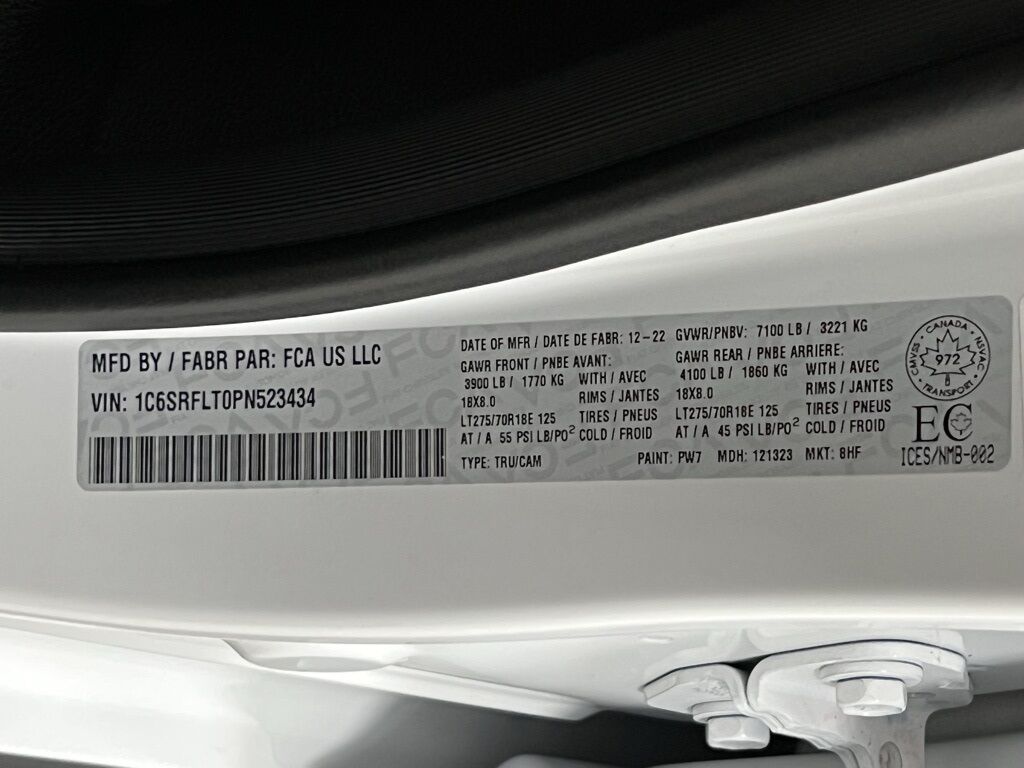 MFD BY / FABR PAR: FCA US LLC
VIN: 1C6SRFLT0PN523434
DATE OF MFR / DATE DE FABR: 12-22 GVWR/PNBV: 7100 LB / 3221 KG
GAWR FRONT / PNBE AVANT:
3900 LB / 1770 KG WITH / AVEC
18X8.0 RIMS / JANTES
LT275/70R18E 125 TIRES / PNEUS
AT / A 55 PSI LB/PO² COLD / FROID
GAWR REAR / PNBE ARRIERE:
4100 LB / 1860 KG WITH / AVEC
18X8.0 RIMS / JANTES
LT275/70R18E 125 TIRES / PNEUS
AT / A 45 PSI LB/PO² COLD / FROID
TYPE: TRU/CAM PAINT: PW7 MDH: 121323 MKT: 8HF
CANADA
CMVSS
NSVAC
972
TRANSPORT
EC
ICES/NMB-002